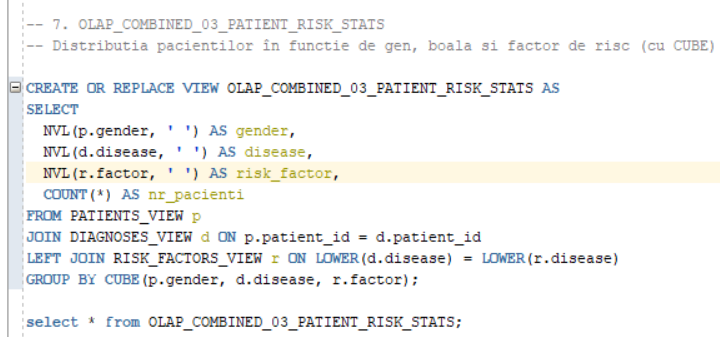 -- 7. OLAP_COMBINED_03_PATIENT_RISK_STATS
-- Distributia pacientilor în functie de gen, boala si factor de risc (cu CUBE)
CREATE OR REPLACE VIEW OLAP_COMBINED_03_PATIENT_RISK_STATS AS
SELECT
NVL(p.gender, ' ') AS gender,
NVL(d.disease, ' ') AS disease,
NVL(r.factor, ' ') AS risk_factor,
COUNT(*) AS nr_pacienti
FROM PATIENTS_VIEW p
JOIN DIAGNOSES_VIEW d ON p.patient_id = d.patient_id
LEFT JOIN RISK_FACTORS_VIEW r ON LOWER(d.disease) = LOWER(r.disease)
GROUP BY CUBE(p.gender, d.disease, r.factor);
select * from OLAP_COMBINED_03_PATIENT_RISK_STATS;